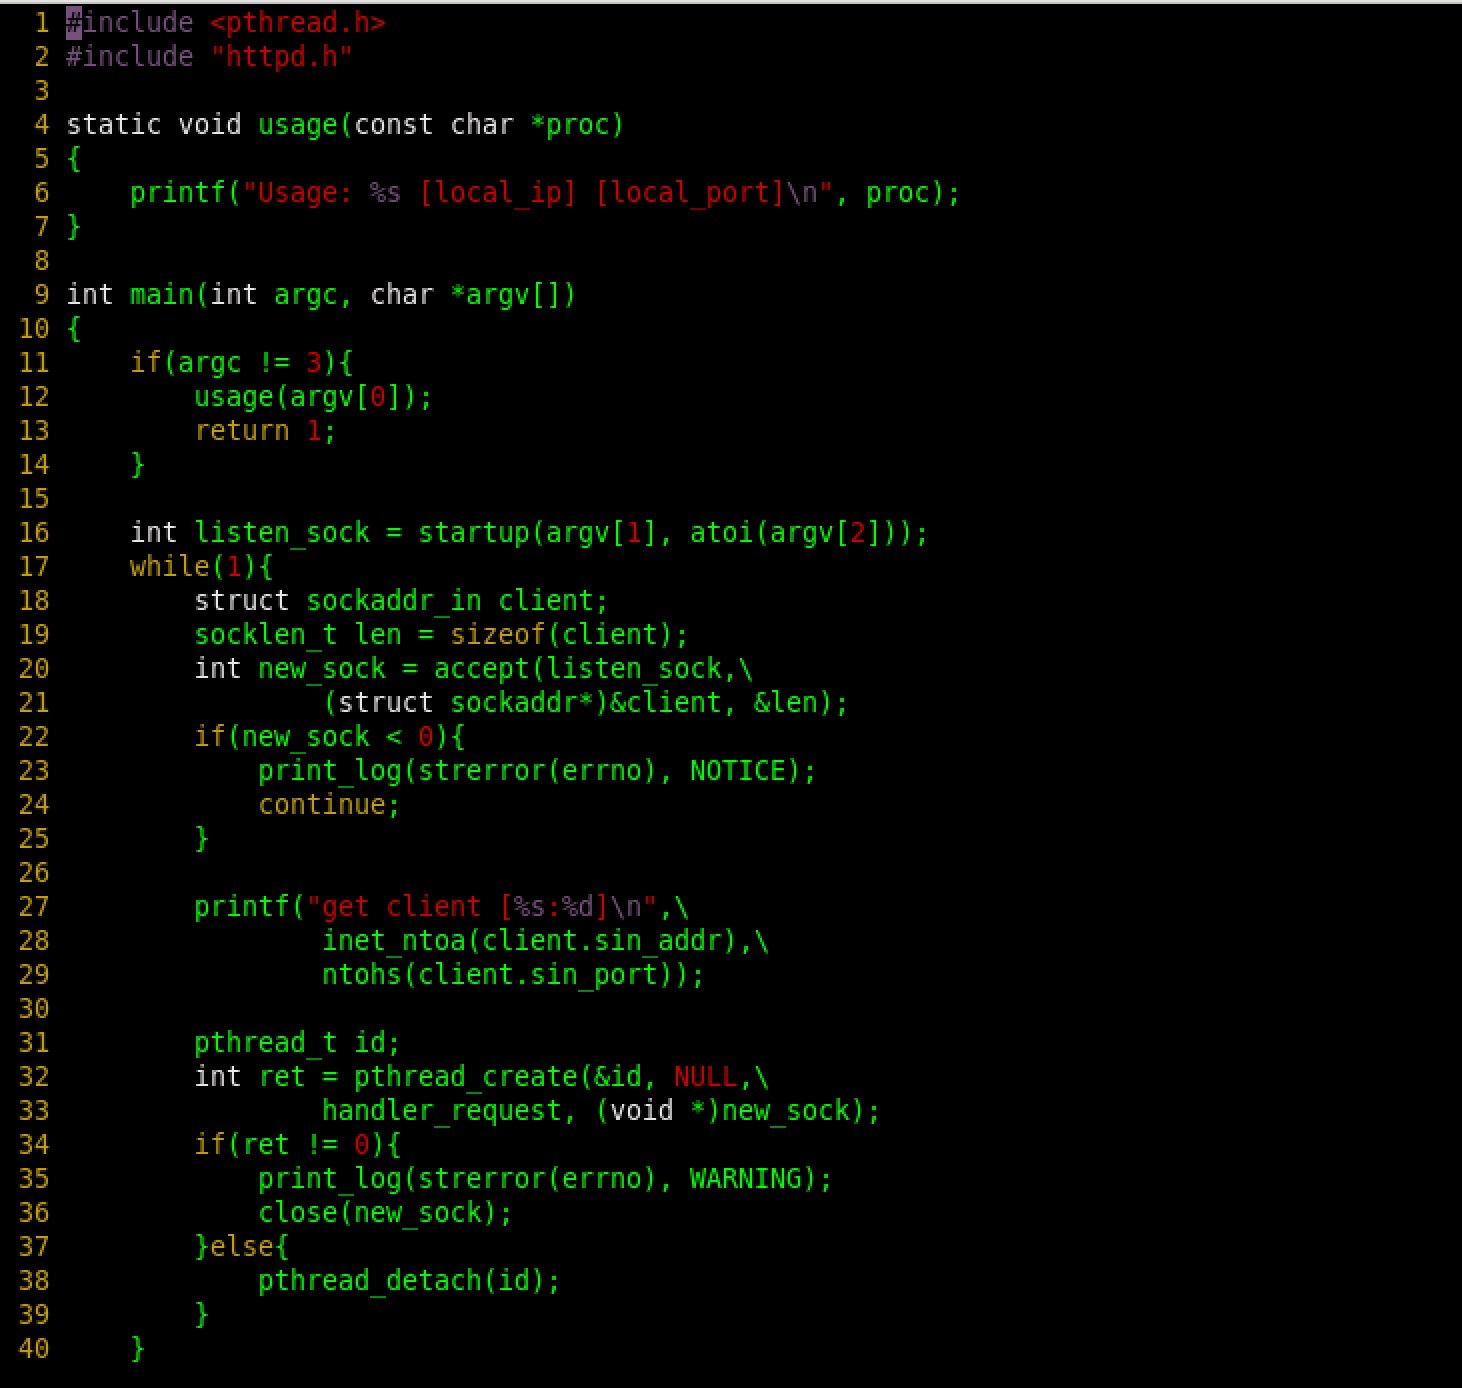 1 #include <pthread.h>
2 #include "httpd.h"
3
4 static void usage(const char *proc)
5 {
6     printf("Usage: %s [local_ip] [local_port]\n", proc);
7 }
8
9 int main(int argc, char *argv[])
10 {
11     if(argc != 3){
12         usage(argv[0]);
13         return 1;
14     }
15
16     int listen_sock = startup(argv[1], atoi(argv[2]));
17     while(1){
18         struct sockaddr_in client;
19         socklen_t len = sizeof(client);
20         int new_sock = accept(listen_sock,\
21                 (struct sockaddr*)&client, &len);
22         if(new_sock < 0){
23             print_log(strerror(errno), NOTICE);
24             continue;
25         }
26
27         printf("get client [%s:%d]\n",\
28                 inet_ntoa(client.sin_addr),\
29                 ntohs(client.sin_port));
30
31         pthread_t id;
32         int ret = pthread_create(&id, NULL,\
33                 handler_request, (void *)new_sock);
34         if(ret != 0){
35             print_log(strerror(errno), WARNING);
36             close(new_sock);
37         }else{
38             pthread_detach(id);
39         }
40     }